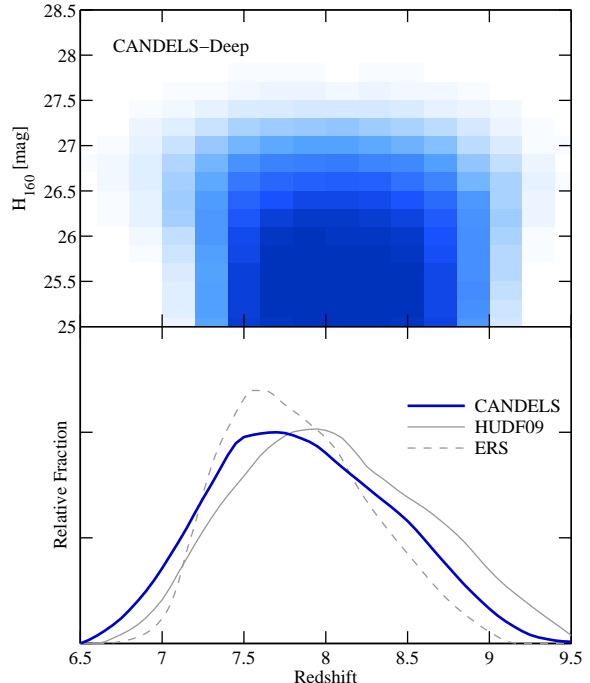 28.5
CANDELS−Deep
28
27.5
27
26.5
26
25.5
25
H160 [mag]
CANDELS
HUDF09
ERS
Relative Fraction
6.5 7 7.5 8 8.5 9 9.5
Redshift